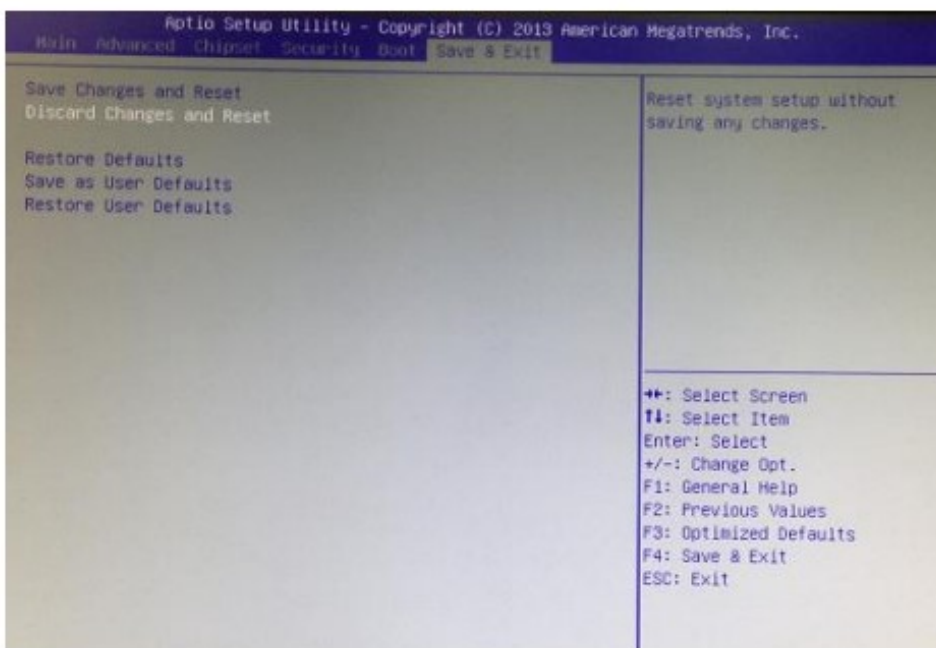 Aptio Setup Utility - Copyright (C) 2013 American Megatrends, Inc.
Main Advanced Chipset Security Boot Save & Exit
Save Changes and Reset
Discard Changes and Reset
Restore Defaults
Save as User Defaults
Restore User Defaults
Reset system setup without
saving any changes.
→←: Select Screen
↑↓: Select Item
Enter: Select
+/-: Change Opt.
F1: General Help
F2: Previous Values
F3: Optimized Defaults
F4: Save & Exit
ESC: Exit